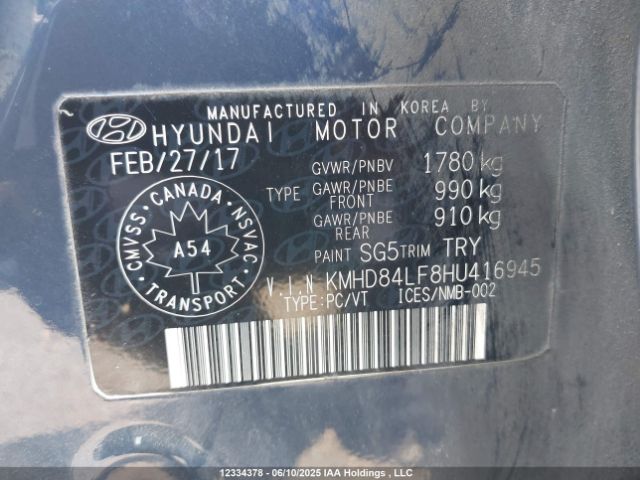 MANUFACTURED IN KOREA BY
HYUNDAI MOTOR COMPANY
FEB/27/17
GVWR/PNBV 1780 kg
TYPE GAWR/PNBE FRONT 990 kg
GAWR/PNBE REAR 910 kg
PAINT SG5 TRIM TRY
CANADA
CMVSS NSVAC
A54
TRANSPORT
V.I.N KMHD84LF8HU416945
TYPE:PC/VT ICES/NMB-002
12334378 - 06/10/2025 IAA Holdings , LLC